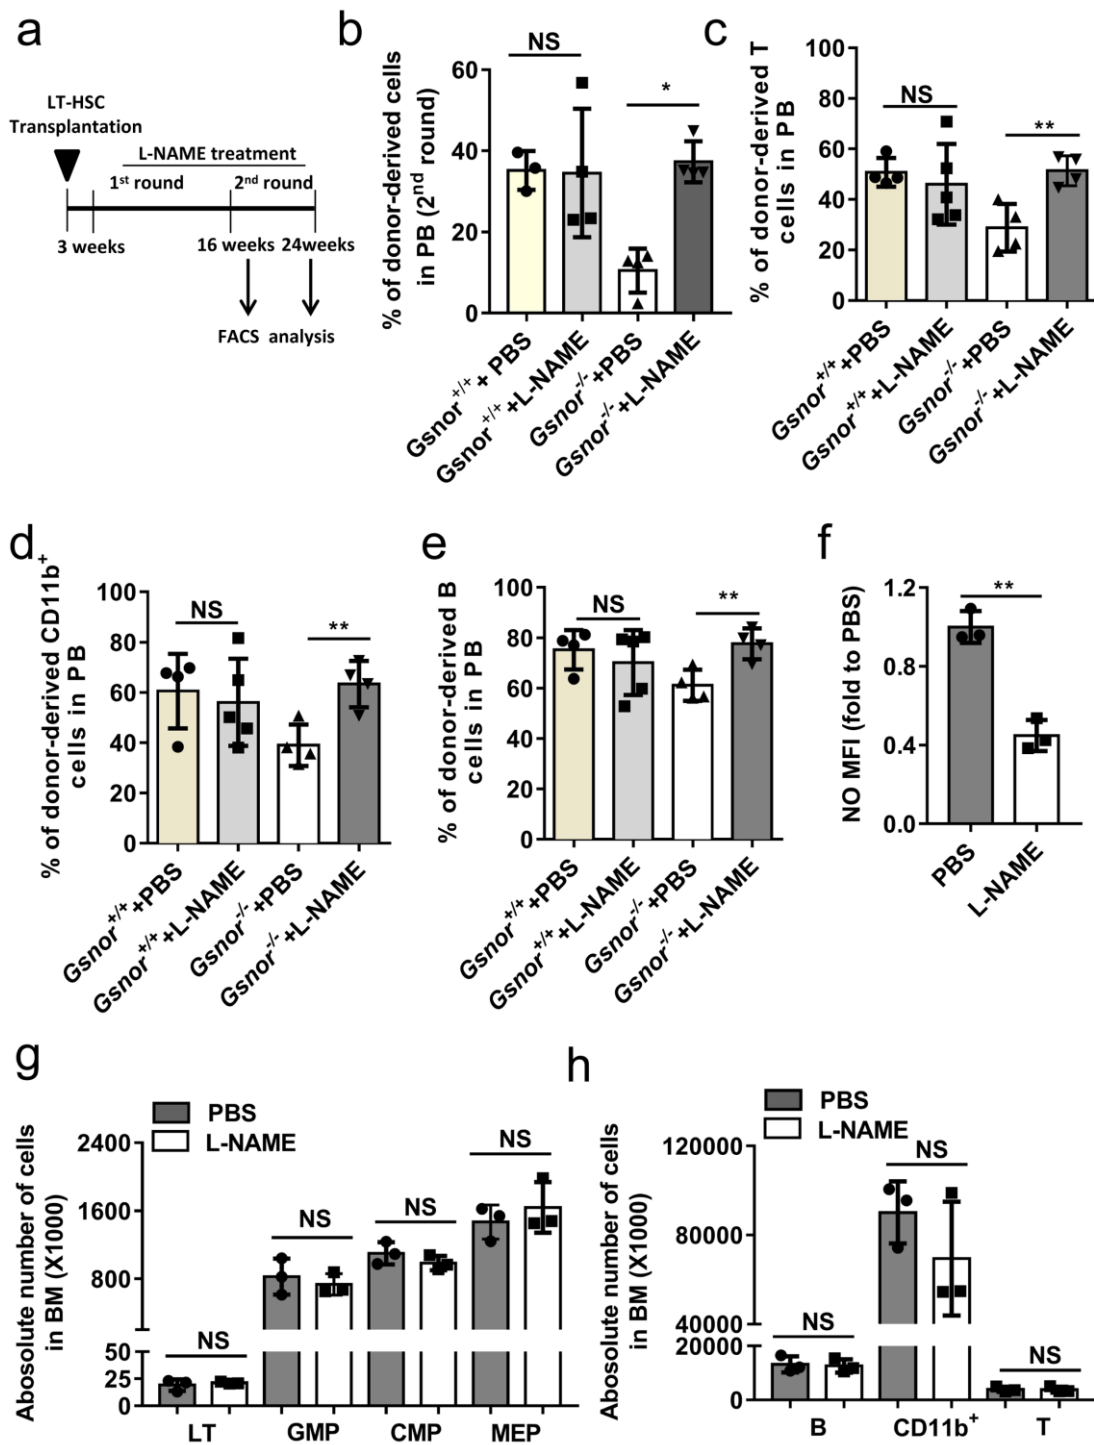 a
LT-HSC
Transplantation
L-NAME treatment
1st round
2nd round
3 weeks
16 weeks
24weeks
FACS analysis
b
% of donor-derived cells
in PB (2nd round)
60
40
20
0
NS
*
Gsnor+/+ + PBS
Gsnor+/+ +L-NAME
Gsnor-/- +PBS
Gsnor-/- +L-NAME
c
% of donor-derived T
cells in PB
100
80
60
40
20
0
NS
**
Gsnor+/+ +PBS
Gsnor+/+ +L-NAME
Gsnor-/- +PBS
Gsnor-/- +L-NAME
d
% of donor-derived CD11b+
cells in PB
100
80
60
40
20
0
NS
**
Gsnor+/+ +PBS
Gsnor+/+ +L-NAME
Gsnor-/- +PBS
Gsnor-/- +L-NAME
e
% of donor-derived B
cells in PB
100
80
60
40
20
0
NS
**
Gsnor+/+ +PBS
Gsnor+/+ +L-NAME
Gsnor-/- +PBS
Gsnor-/- +L-NAME
f
NO MFI (fold to PBS)
1.2
0.8
0.4
0.0
**
PBS
L-NAME
g
Abosolute number of cells
in BM (X1000)
PBS
L-NAME
2400
1600
800
50
25
0
NS
NS
NS
NS
LT
GMP
CMP
MEP
h
Abosolute number of cells
in BM (X1000)
PBS
L-NAME
120000
80000
40000
20000
0
NS
NS
NS
B
CD11b+
T